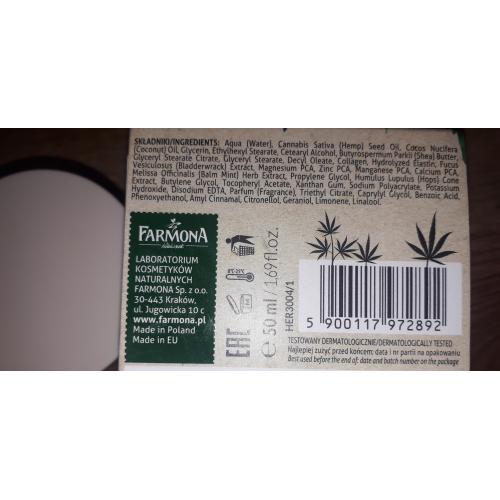 SKŁADNIKI/INGREDIENTS: Aqua (Water), Cannabis Sativa (Hemp) Seed Oil, Cocos Nucifera
(Coconut) Oil, Glycerin, Ethylhexyl Stearate, Cetearyl Alcohol, Butyrospermum Parkii (Shea) Butter,
Glyceryl Stearate Citrate, Glyceryl Stearate, Decyl Oleate, Collagen, Hydrolyzed Elastin, Fucus
Vesiculosus (Bladderwrack) Extract, Magnesium PCA, Zinc PCA, Manganese PCA, Calcium PCA,
Melissa Officinalis (Balm Mint) Herb Extract, Propylene Glycol, Humulus Lupulus (Hops) Cone
Extract, Butylene Glycol, Tocopheryl Acetate, Xanthan Gum, Sodium Polyacrylate, Potassium
Hydroxide, Disodium EDTA, Parfum (Fragrance), Triethyl Citrate, Caprylyl Glycol, Benzoic Acid,
Phenoxyethanol, Amyl Cinnamal, Citronellol, Geraniol, Limonene, Linalool.
FARMONA
LABORATORIUM
KOSMETYKÓW
NATURALNYCH
FARMONA Sp. z o.o.
30-443 Kraków,
ul. Jugowicka 10 c
www.farmona.pl
Made in Poland
Made in EU
5°C-25°C
EAC
℮ 50 ml / 1.69 fl.oz.
HER3004/1
5 900117 972892
TESTOWANY DERMATOLOGICZNIE/DERMATOLOGICALLY TESTED
Najlepiej zużyć przed końcem: data i nr partii na opakowaniu
Best used before the end of: date and batch number on the package